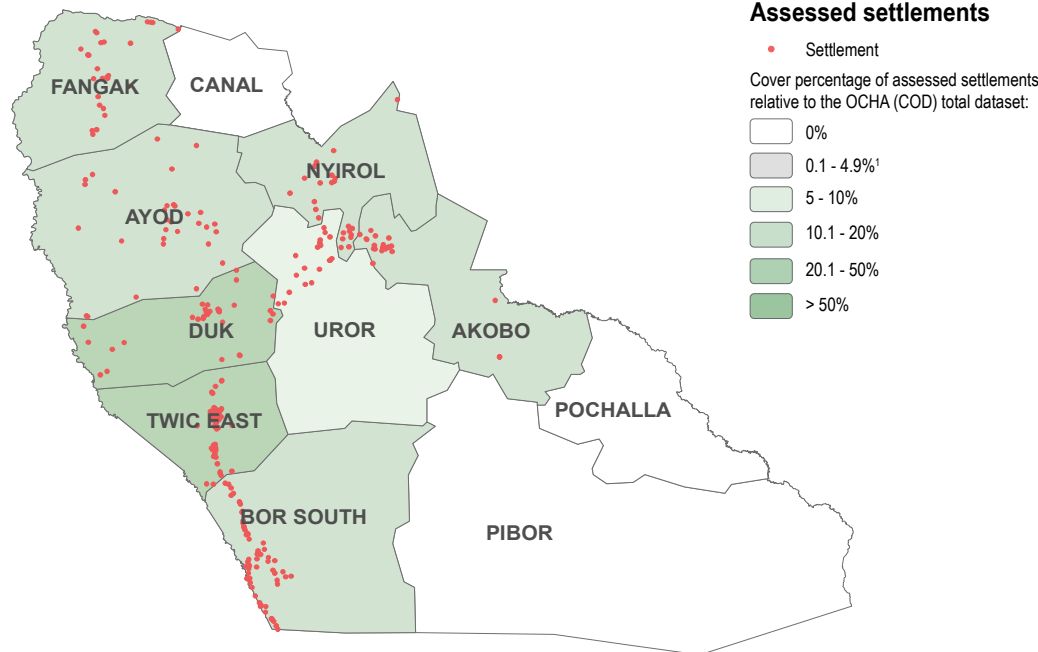 Assessed settlements
Settlement
Cover percentage of assessed settlements
relative to the OCHA (COD) total dataset:
0%
0.1 - 4.9%¹
5 - 10%
10.1 - 20%
20.1 - 50%
> 50%
FANGAK
CANAL
NYIROL
AYOD
DUK
UROR
AKOBO
TWIC EAST
POCHALLA
BOR SOUTH
PIBOR